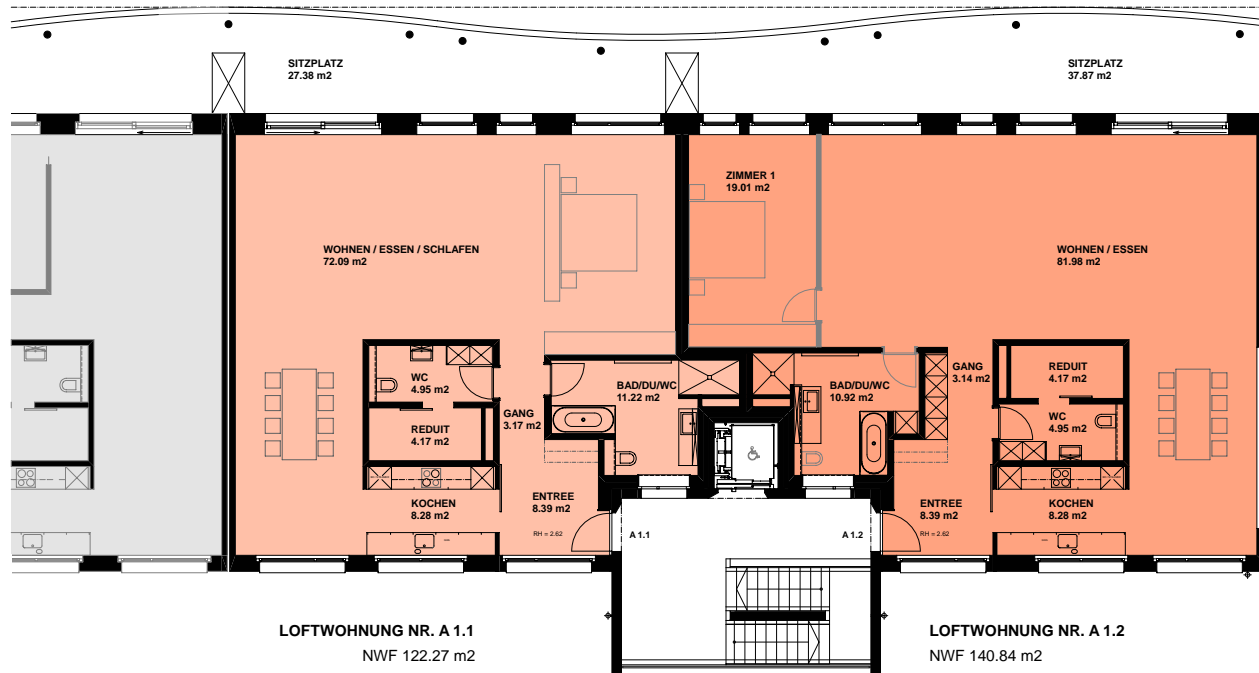 SITZPLATZ
27.38 m2
SITZPLATZ
37.87 m2
ZIMMER 1
19.01 m2
WOHNEN / ESSEN / SCHLAFEN
72.09 m2
WOHNEN / ESSEN
81.98 m2
WC
4.95 m2
BAD/DU/WC
11.22 m2
BAD/DU/WC
10.92 m2
GANG
3.14 m2
REDUIT
4.17 m2
GANG
3.17 m2
REDUIT
4.17 m2
WC
4.95 m2
KOCHEN
8.28 m2
ENTREE
8.39 m2
RH = 2.62
A 1.1
A 1.2
ENTREE
8.39 m2
RH = 2.62
KOCHEN
8.28 m2
LOFTWOHNUNG NR. A 1.1
NWF 122.27 m2
LOFTWOHNUNG NR. A 1.2
NWF 140.84 m2